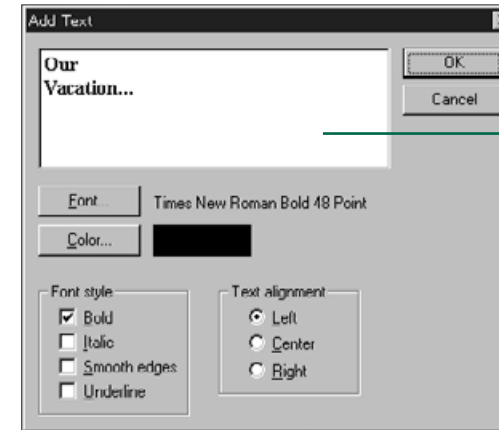 Add Text
Our
Vacation...
OK
Cancel
Font...
Times New Roman Bold 48 Point
Color...
Font style
Bold
Italic
Smooth edges
Underline
Text alignment
Left
Center
Right